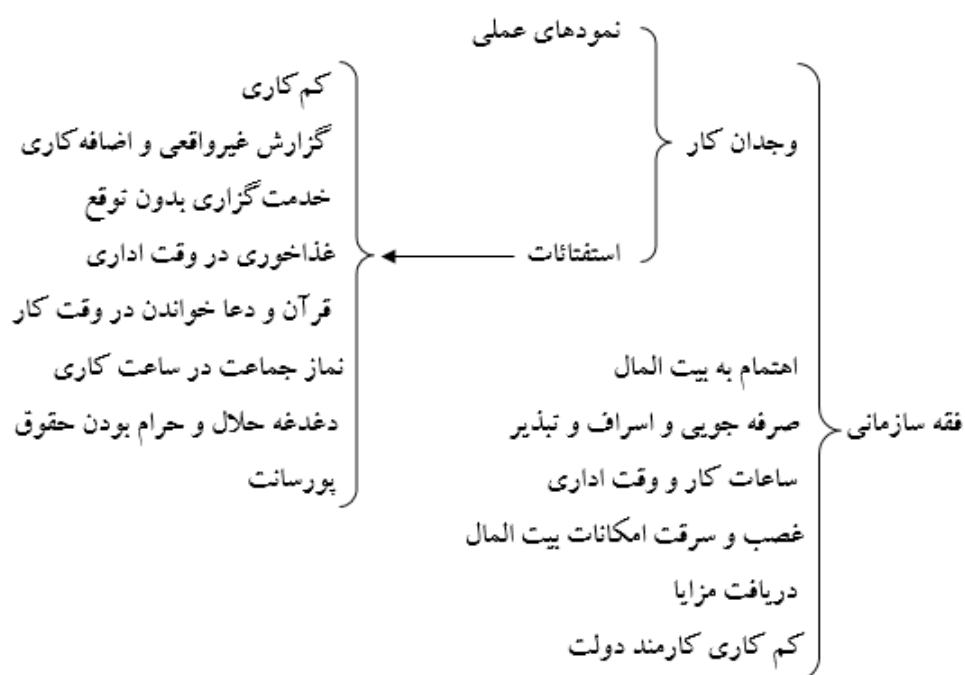 فقه سازمانی
وجدان کار
نمودهای عملی
استفتائات
کم‌کاری
گزارش غیرواقعی و اضافه‌کاری
خدمت‌گزاری بدون توقع
غذاخوری در وقت اداری
قرآن و دعا خواندن در وقت کار
نماز جماعت در ساعت کاری
دغدغه حلال و حرام بودن حقوق
پورسانت
اهتمام به بیت المال
صرفه جویی و اسراف و تبذیر
ساعات کار و وقت اداری
غصب و سرقت امکانات بیت المال
دریافت مزایا
کم کاری کارمند دولت